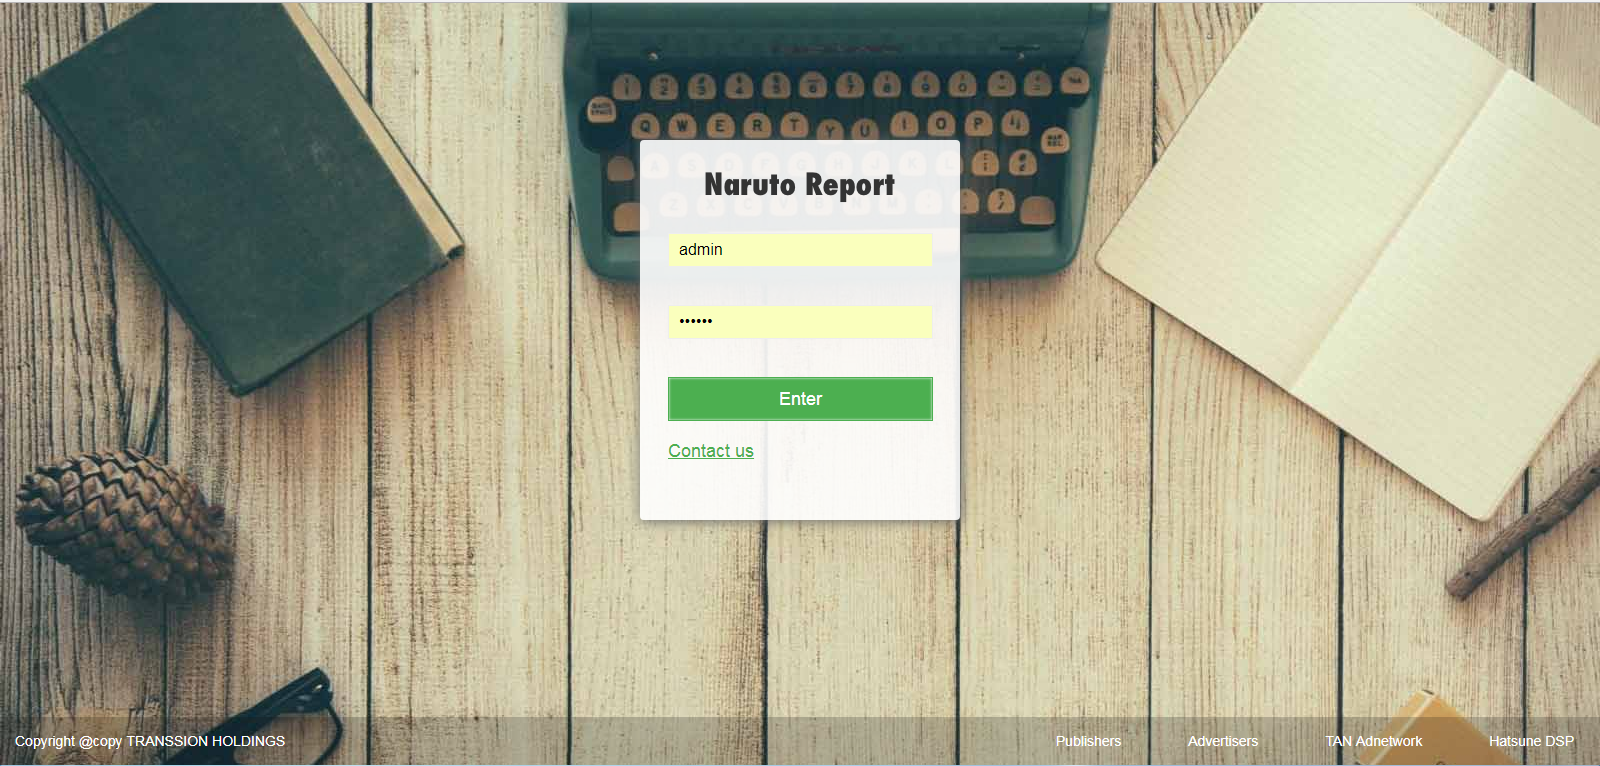 Naruto Report
admin
••••••
Enter
Contact us
Copyright @copy TRANSSION HOLDINGS
Publishers Advertisers TAN Adnetwork Hatsune DSP
Q W E R T Y U I O P